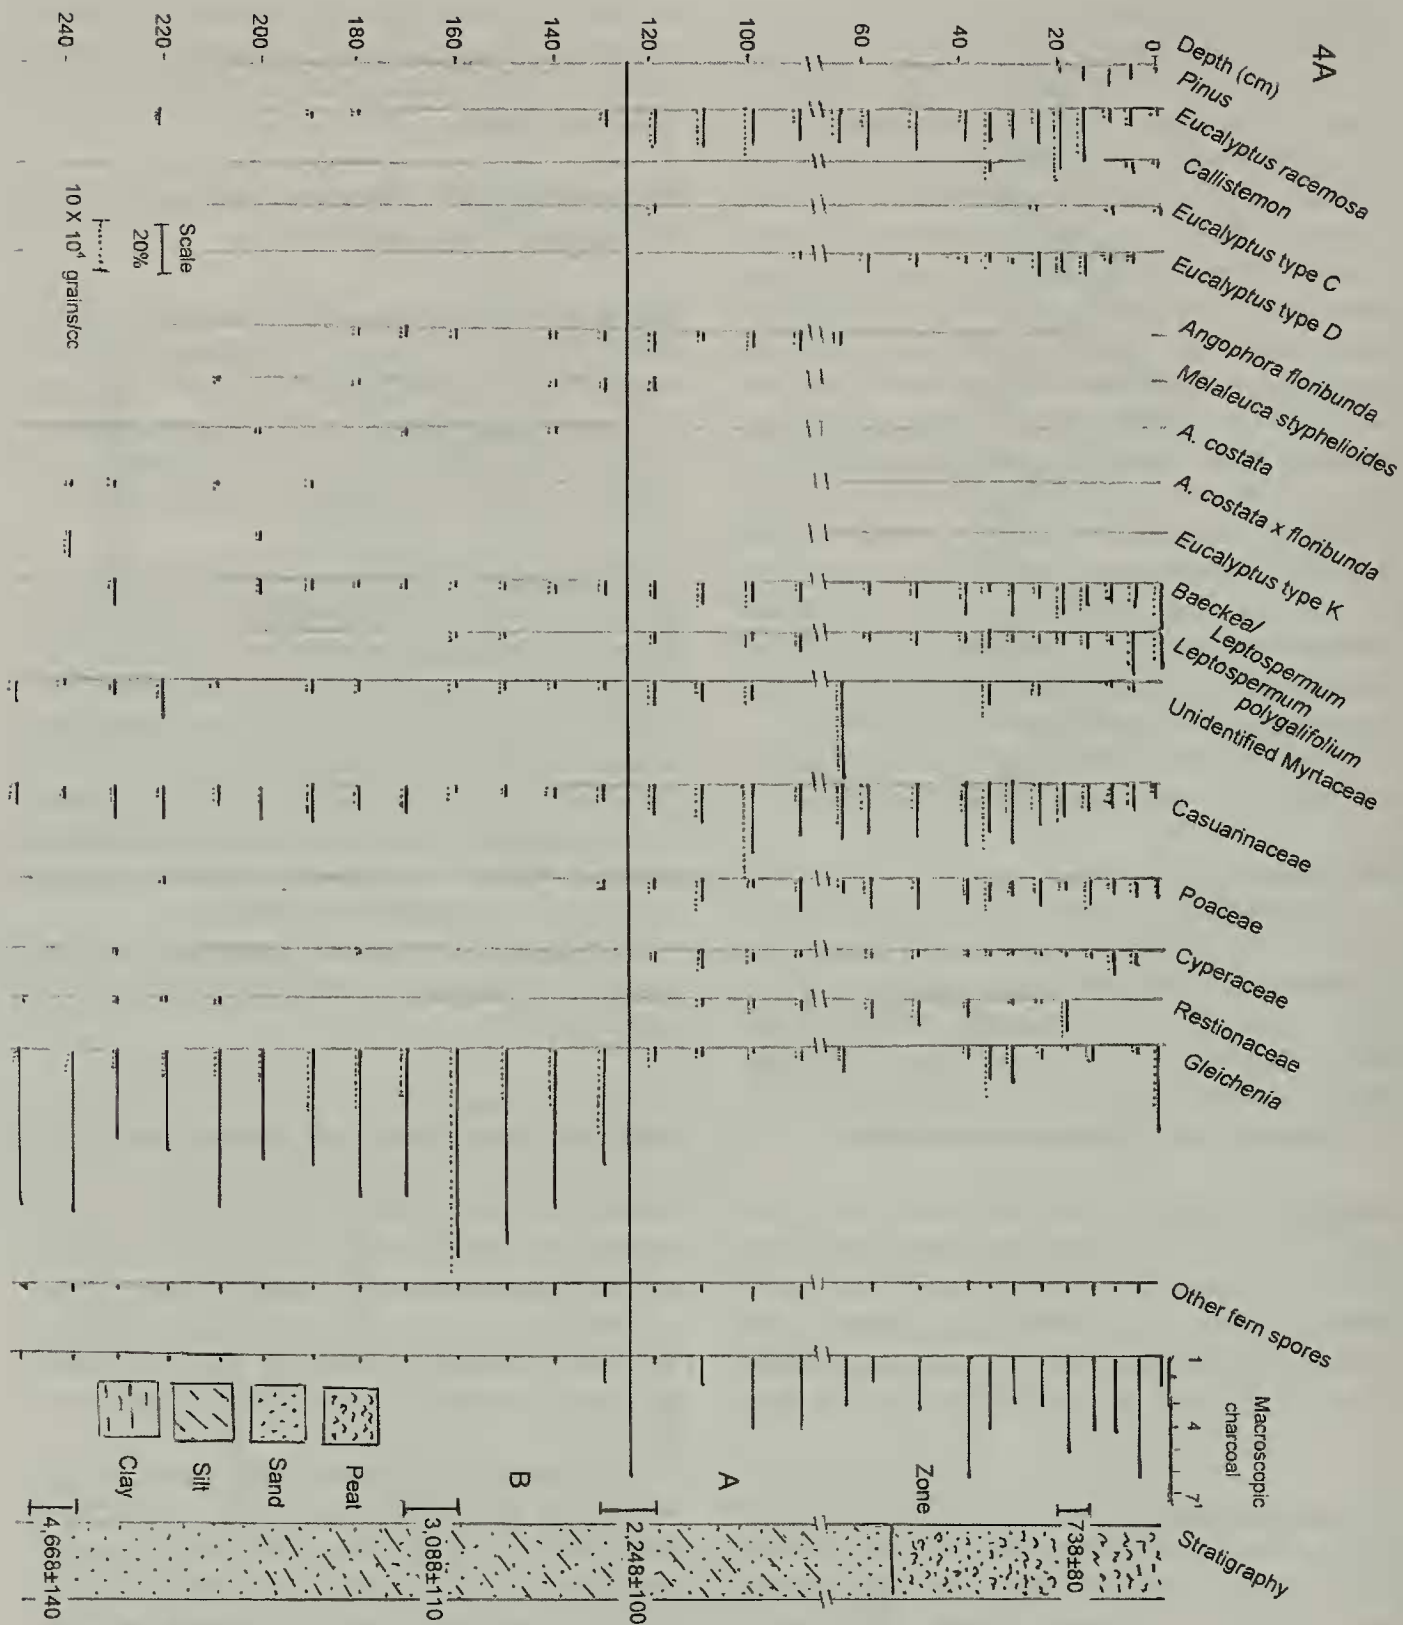 4A
Depth (cm)
Pinus
Eucalyptus racemosa
Callistemon
Eucalyptus type C
Eucalyptus type D
Angophora floribunda
Melaleuca styphelioides
A. costata
A. costata x floribunda
Eucalyptus type K
Baeckea/
Leptospermum
Leptospermum
polygalifolium
Unidentified Myrtaceae
Casuarinaceae
Poaceae
Cyperaceae
Restionaceae
Gleichenia
Other fern spores
Macroscopic
charcoal
1 4 7¹
Stratigraphy
0
20
40
60
100
120
140
160
180
200
220
240
Zone
A
B
738±80
2,248±100
3,088±110
4,668±140
Scale
20%
10 X 10⁴ grains/cc
Peat
Sand
Silt
Clay